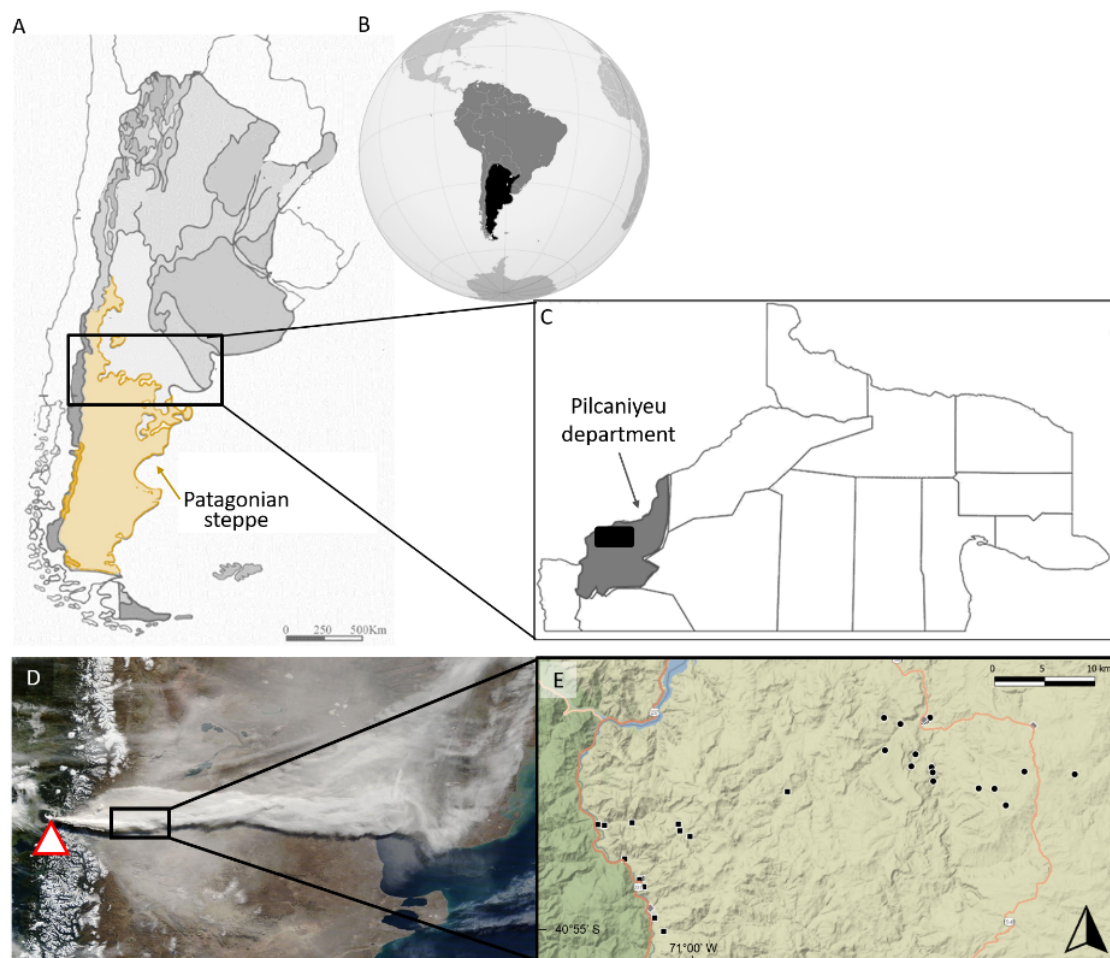 A
B
Patagonian
steppe
0 250 500Km
C
Pilcaniyeu
department
D
E
0 5 10 km
40°55' S
71°00' W